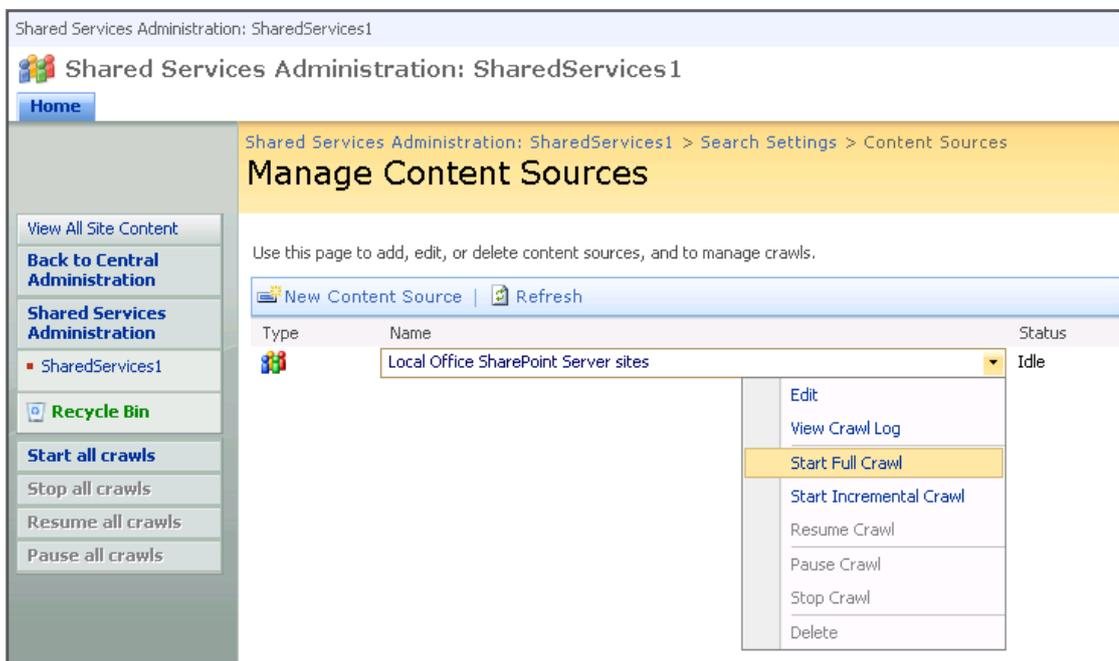 Shared Services Administration: SharedServices1
Shared Services Administration: SharedServices1
Home
Shared Services Administration: SharedServices1 > Search Settings > Content Sources
Manage Content Sources
View All Site Content
Back to Central
Administration
Shared Services
Administration
SharedServices1
Recycle Bin
Start all crawls
Stop all crawls
Resume all crawls
Pause all crawls
Use this page to add, edit, or delete content sources, and to manage crawls.
New Content Source | Refresh
Type Name Status
Local Office SharePoint Server sites Idle
Edit
View Crawl Log
Start Full Crawl
Start Incremental Crawl
Resume Crawl
Pause Crawl
Stop Crawl
Delete